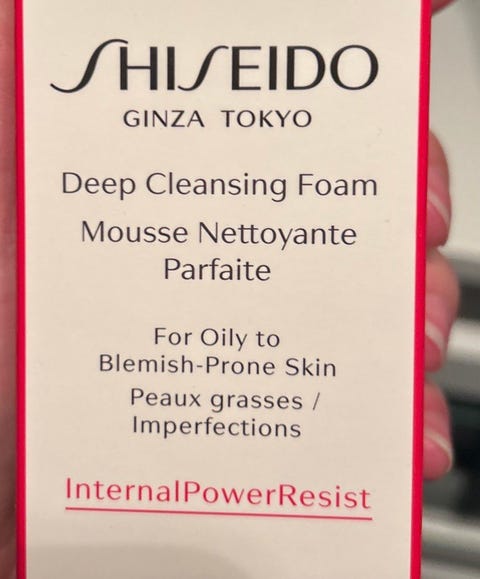 SHISEIDO
GINZA TOKYO
Deep Cleansing Foam
Mousse Nettoyante
Parfaite
For Oily to
Blemish-Prone Skin
Peaux grasses /
Imperfections
InternalPowerResist